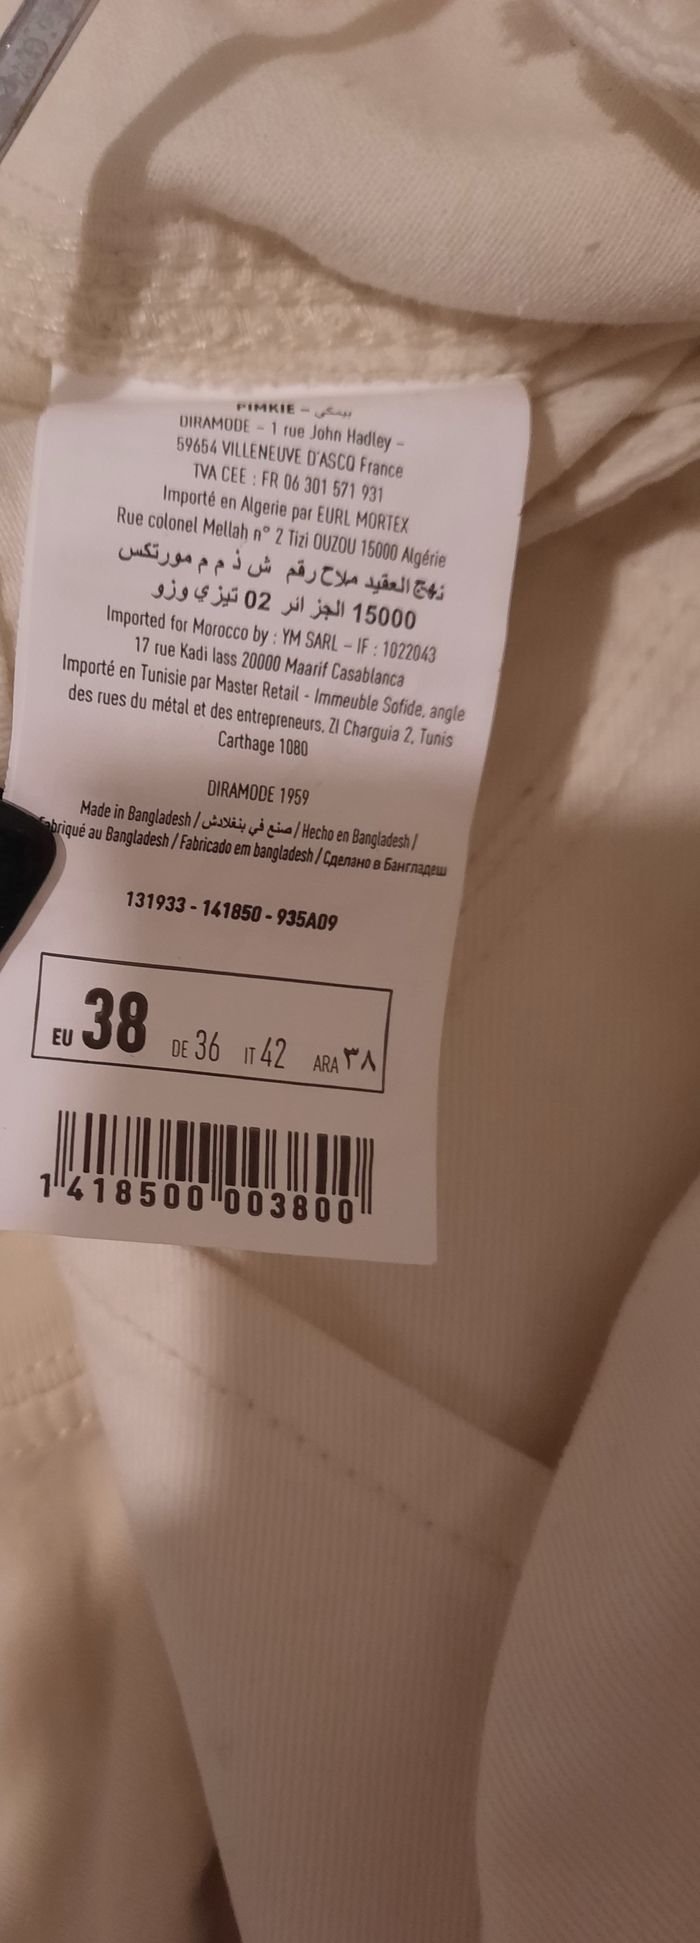 PIMKIE – بيمكي
DIRAMODE - 1 rue John Hadley -
59654 VILLENEUVE D'ASCQ France
TVA CEE : FR 06 301 571 931
Importé en Algerie par EURL MORTEX
Rue colonel Mellah n° 2 Tizi OUZOU 15000 Algérie
نهج العقيد ملاح رقم ش ذ م م مورتكس
15000 الجزائر 02 تيزي وزو
Imported for Morocco by : YM SARL - IF : 1022043
17 rue Kadi Iass 20000 Maarif Casablanca
Importé en Tunisie par Master Retail - Immeuble Sofide, angle
des rues du métal et des entrepreneurs, ZI Charguia 2, Tunis
Carthage 1080
DIRAMODE 1959
Made in Bangladesh / صنع في بنغلادش / Hecho en Bangladesh /
Fabriqué au Bangladesh / Fabricado em bangladesh / Сделано в Бангладеш
131933 - 141850 - 935A09
EU 38 DE 36 IT 42 ARA ٣٨
1 418500 003800